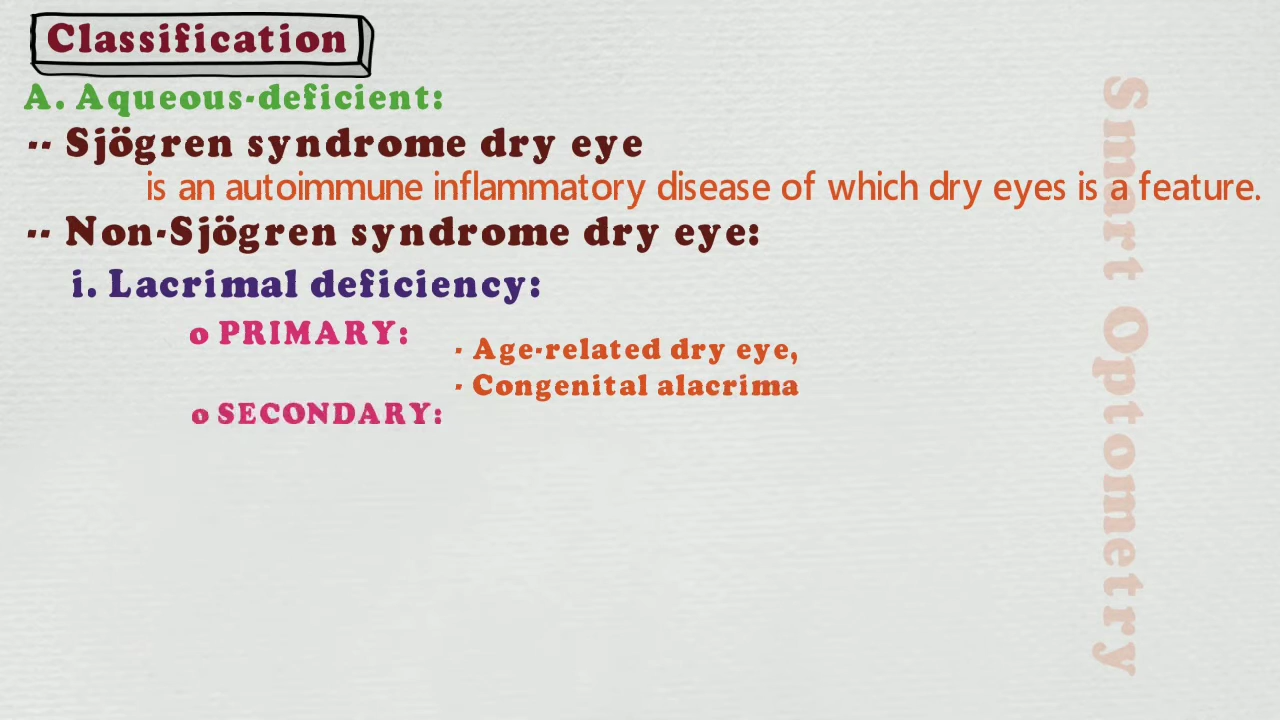 Classification
A. Aqueous-deficient:
-- Sjögren syndrome dry eye
is an autoimmune inflammatory disease of which dry eyes is a feature.
-- Non-Sjögren syndrome dry eye:
i. Lacrimal deficiency:
o PRIMARY:
- Age-related dry eye,
- Congenital alacrima
o SECONDARY:
Smart Optometry